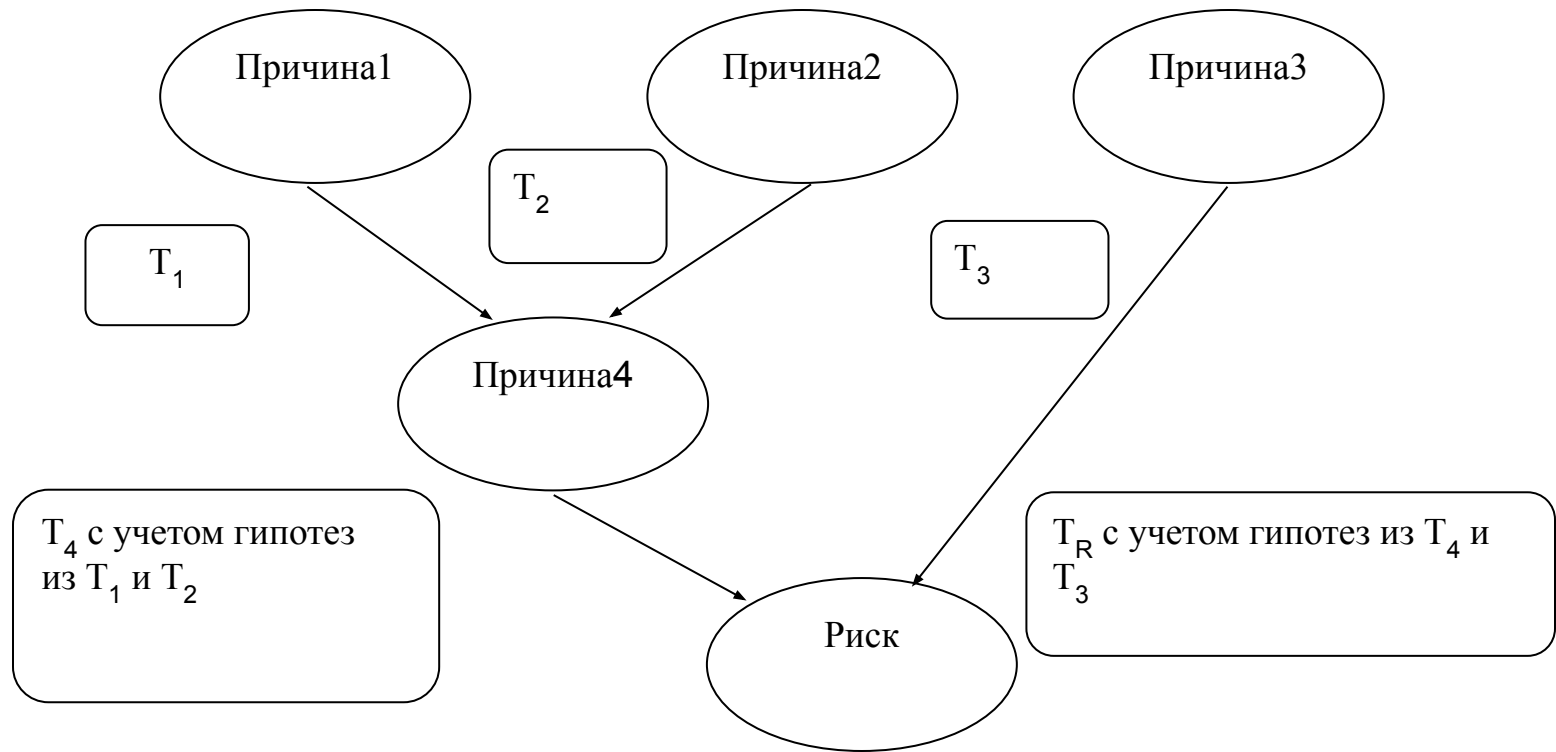 Причина1
Причина2
Причина3
T2
T1
T3
Причина4
T4 с учетом гипотез
из T1 и T2
TR с учетом гипотез из T4 и
T3
Риск